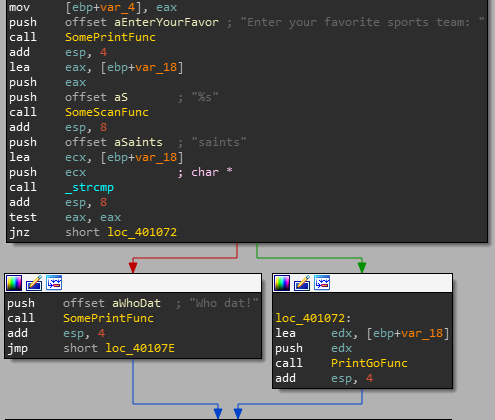 mov [ebp+var_4], eax
push offset aEnterYourFavor ; "Enter your favorite sports team: "
call SomePrintFunc
add esp, 4
lea eax, [ebp+var_18]
push eax
push offset aS ; "%s"
call SomeScanFunc
add esp, 8
push offset aSaints ; "saints"
lea ecx, [ebp+var_18]
push ecx ; char *
call _strcmp
add esp, 8
test eax, eax
jnz short loc_401072
push offset aWhoDat ; "Who dat!"
call SomePrintFunc
add esp, 4
jmp short loc_40107E
loc_401072:
lea edx, [ebp+var_18]
push edx
call PrintGoFunc
add esp, 4